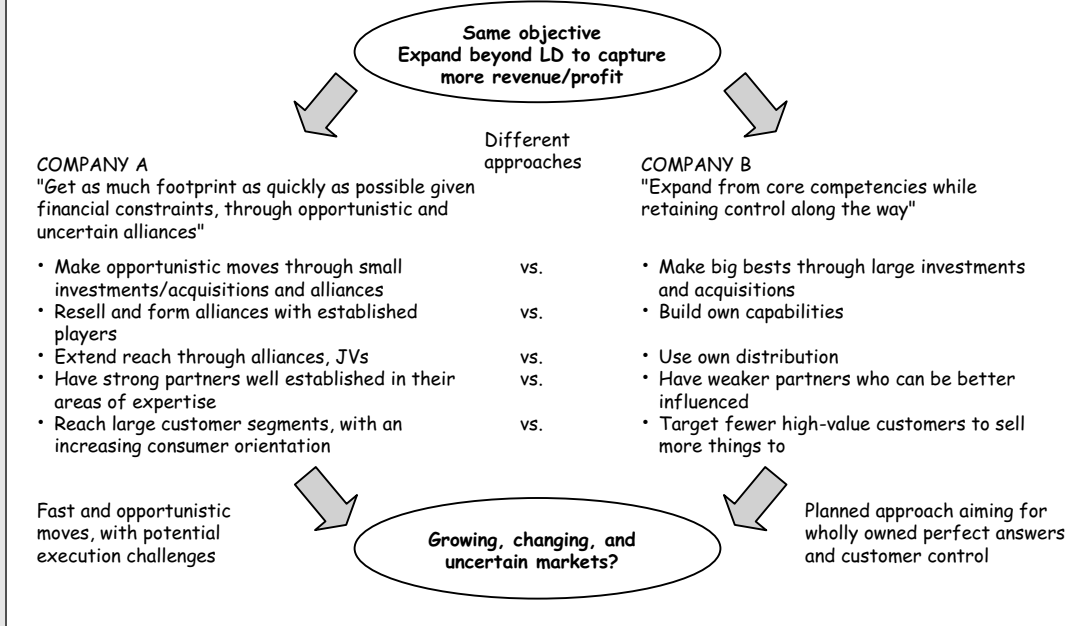 Same objective
Expand beyond LD to capture
more revenue/profit
Different
approaches
COMPANY A
"Get as much footprint as quickly as possible given
financial constraints, through opportunistic and
uncertain alliances"
COMPANY B
"Expand from core competencies while
retaining control along the way"
• Make opportunistic moves through small
investments/acquisitions and alliances
vs.
• Make big bests through large investments
and acquisitions
• Resell and form alliances with established
players
vs.
• Build own capabilities
• Extend reach through alliances, JVs
vs.
• Use own distribution
• Have strong partners well established in their
areas of expertise
vs.
• Have weaker partners who can be better
influenced
• Reach large customer segments, with an
increasing consumer orientation
vs.
• Target fewer high-value customers to sell
more things to
Fast and opportunistic
moves, with potential
execution challenges
Growing, changing, and
uncertain markets?
Planned approach aiming for
wholly owned perfect answers
and customer control